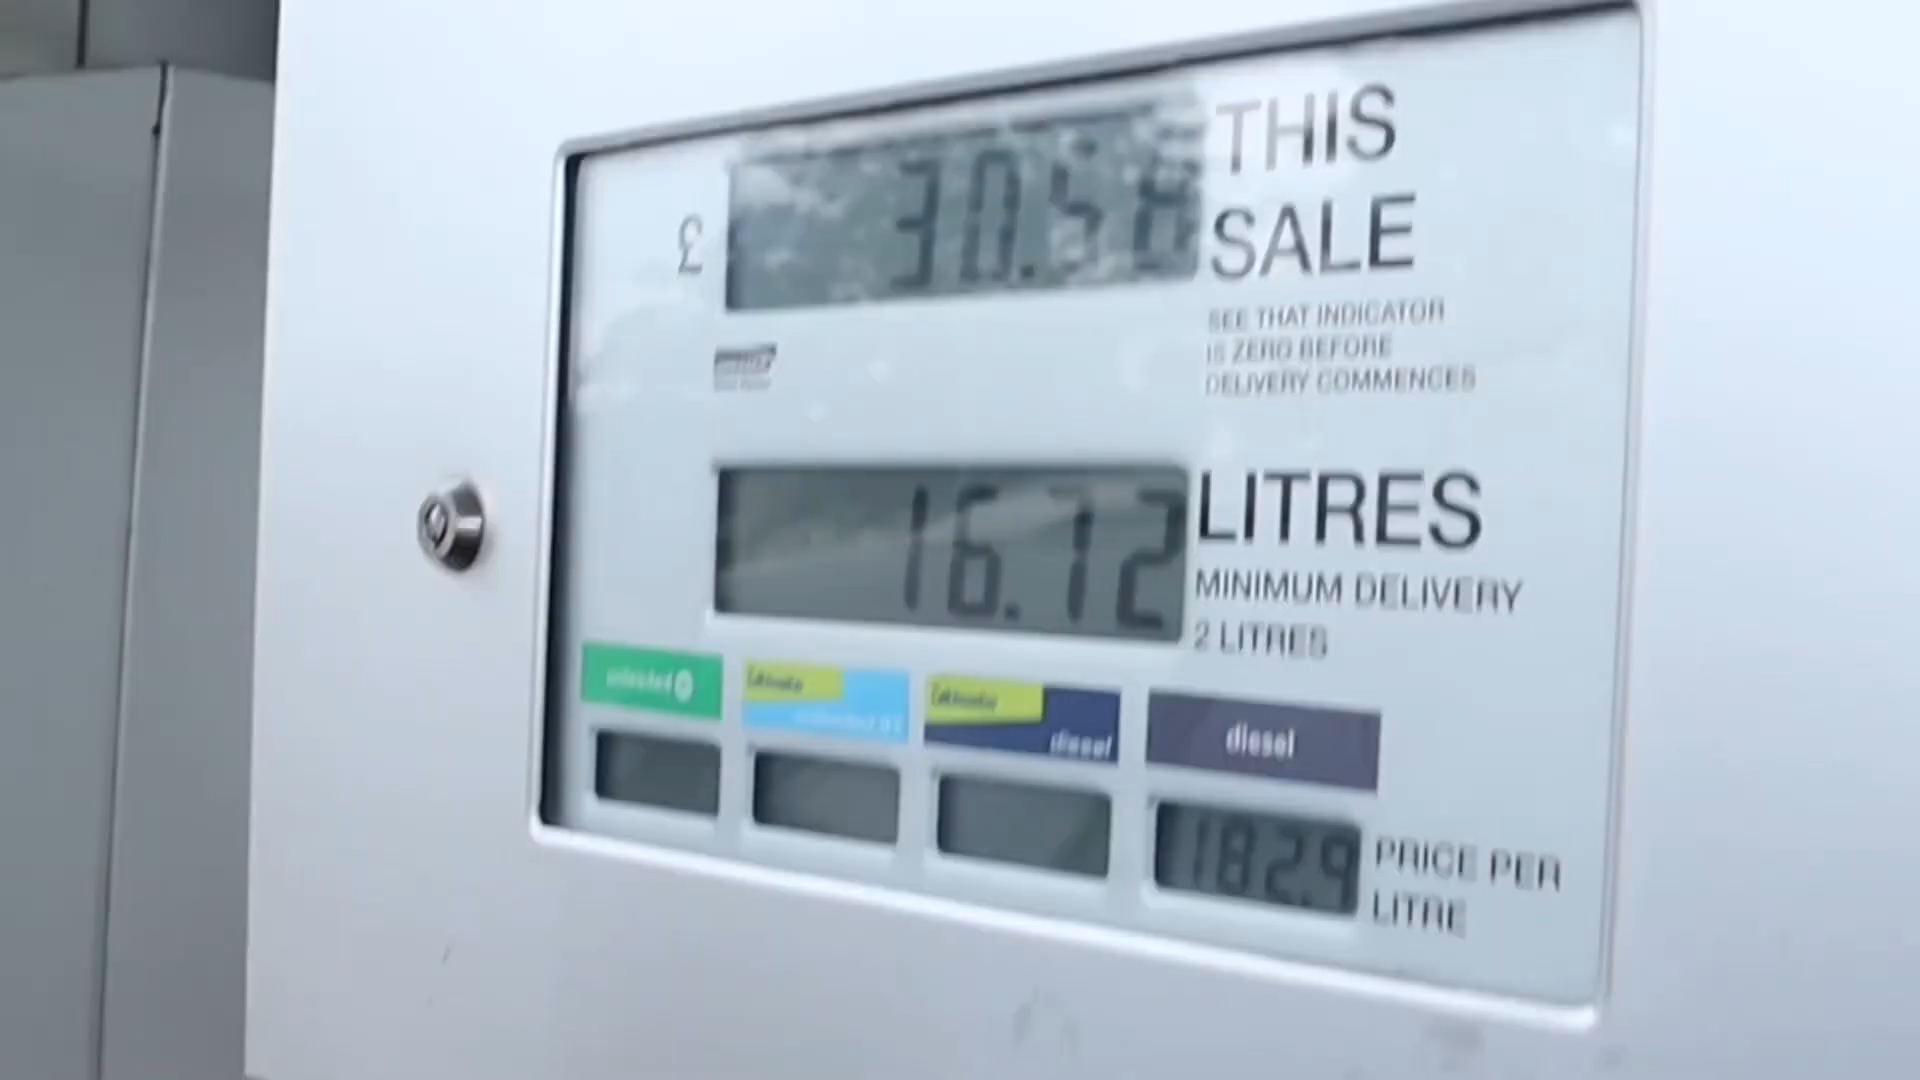 THIS
£ 30.58
SALE
SEE THAT INDICATOR
IS ZERO BEFORE
DELIVERY COMMENCES
16.72 LITRES
MINIMUM DELIVERY
2 LITRES
unleaded
diesel
diesel
182.9 PRICE PER
LITRE